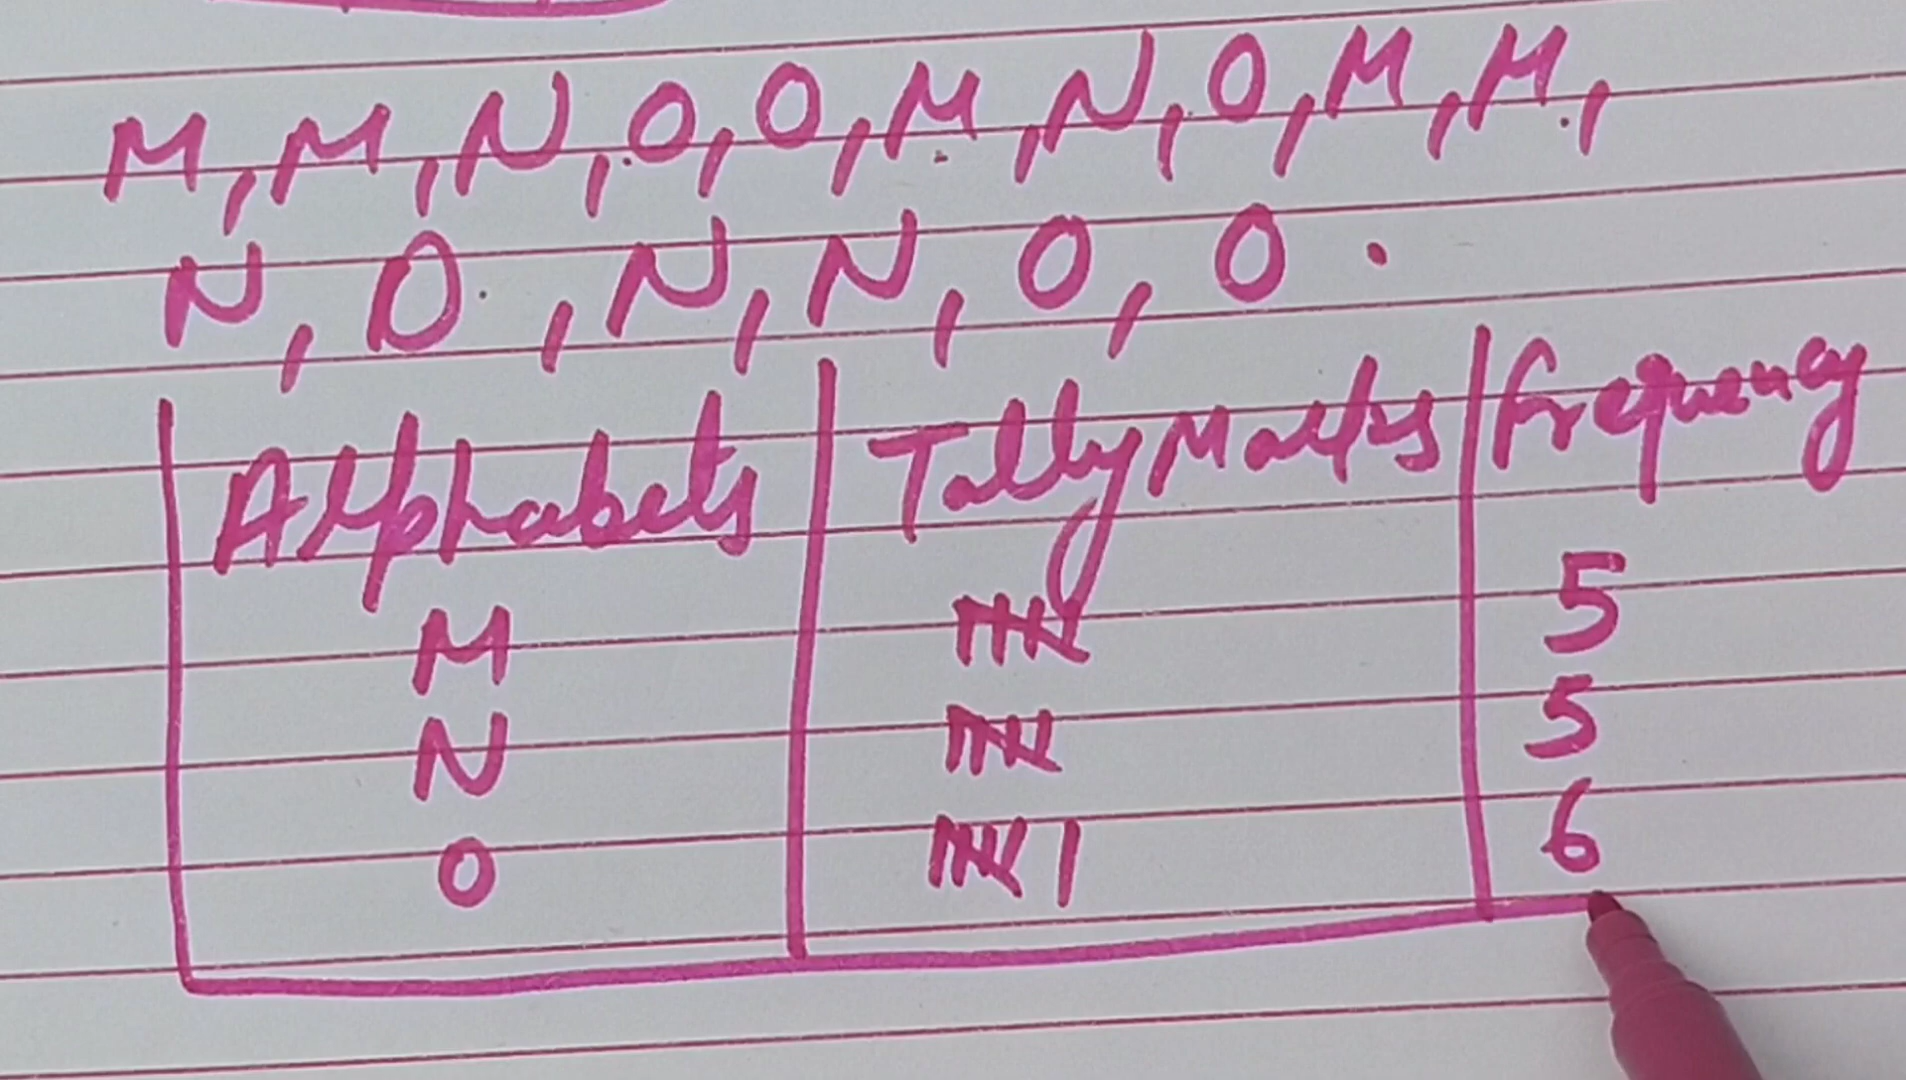 M, M, N, O, O, M, N, O, M, M,
N, O, N, N, O, O.
Alphabets Tally Marks frequency
M 𝍸 5
N 𝍸 5
O 𝍸 | 6